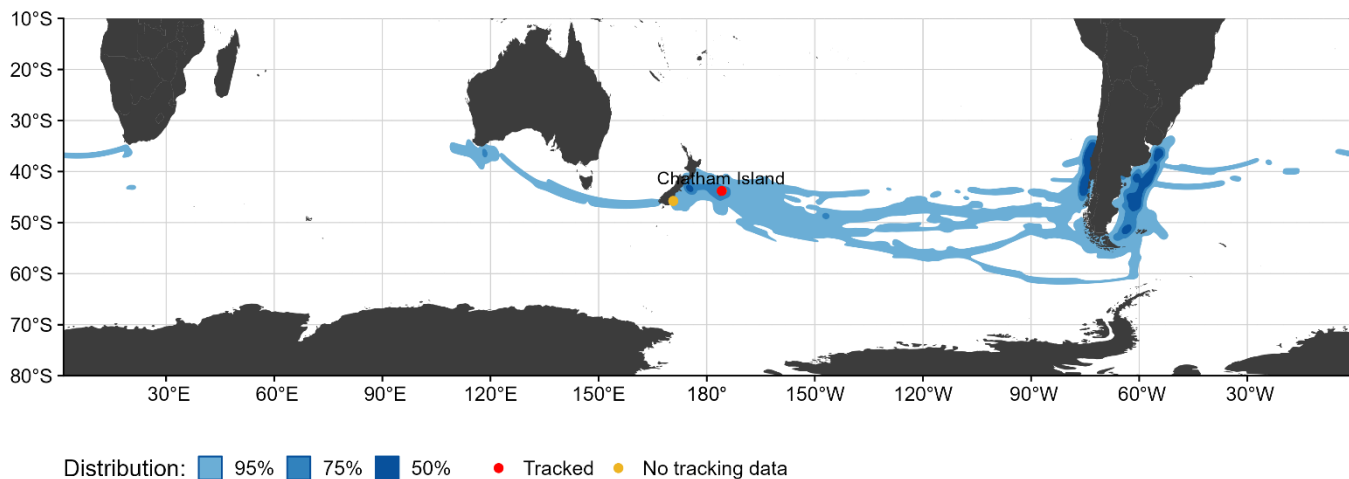 10°S
20°S
30°S
40°S
Chatham Island
50°S
60°S
70°S
80°S
30°E 60°E 90°E 120°E 150°E 180° 150°W 120°W 90°W 60°W 30°W
Distribution: 95% 75% 50% Tracked No tracking data